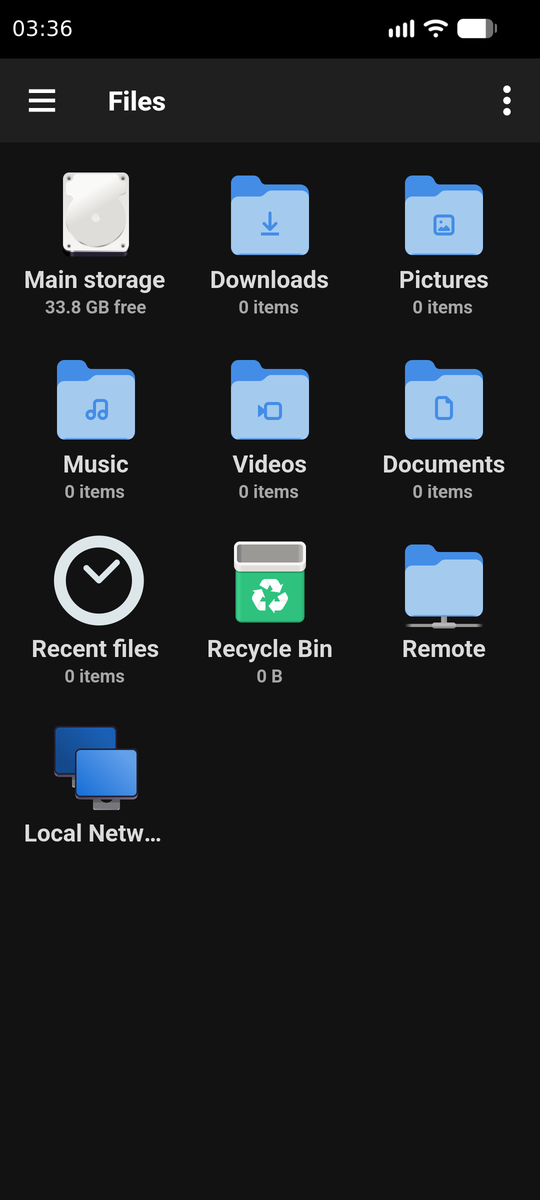 03:36
Files
Main storage
33.8 GB free
Downloads
0 items
Pictures
0 items
Music
0 items
Videos
0 items
Documents
0 items
Recent files
0 items
Recycle Bin
0 B
Remote
Local Netw...